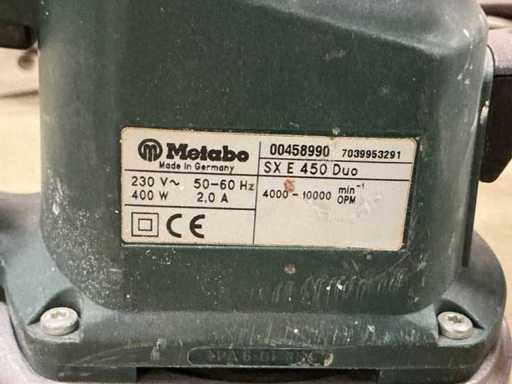 Metabo
Made in Germany
00458990 7039953291
SX E 450 Duo
230 V~ 50-60 Hz
400 W 2,0 A
4000 - 10000 min⁻¹
OPM
CE